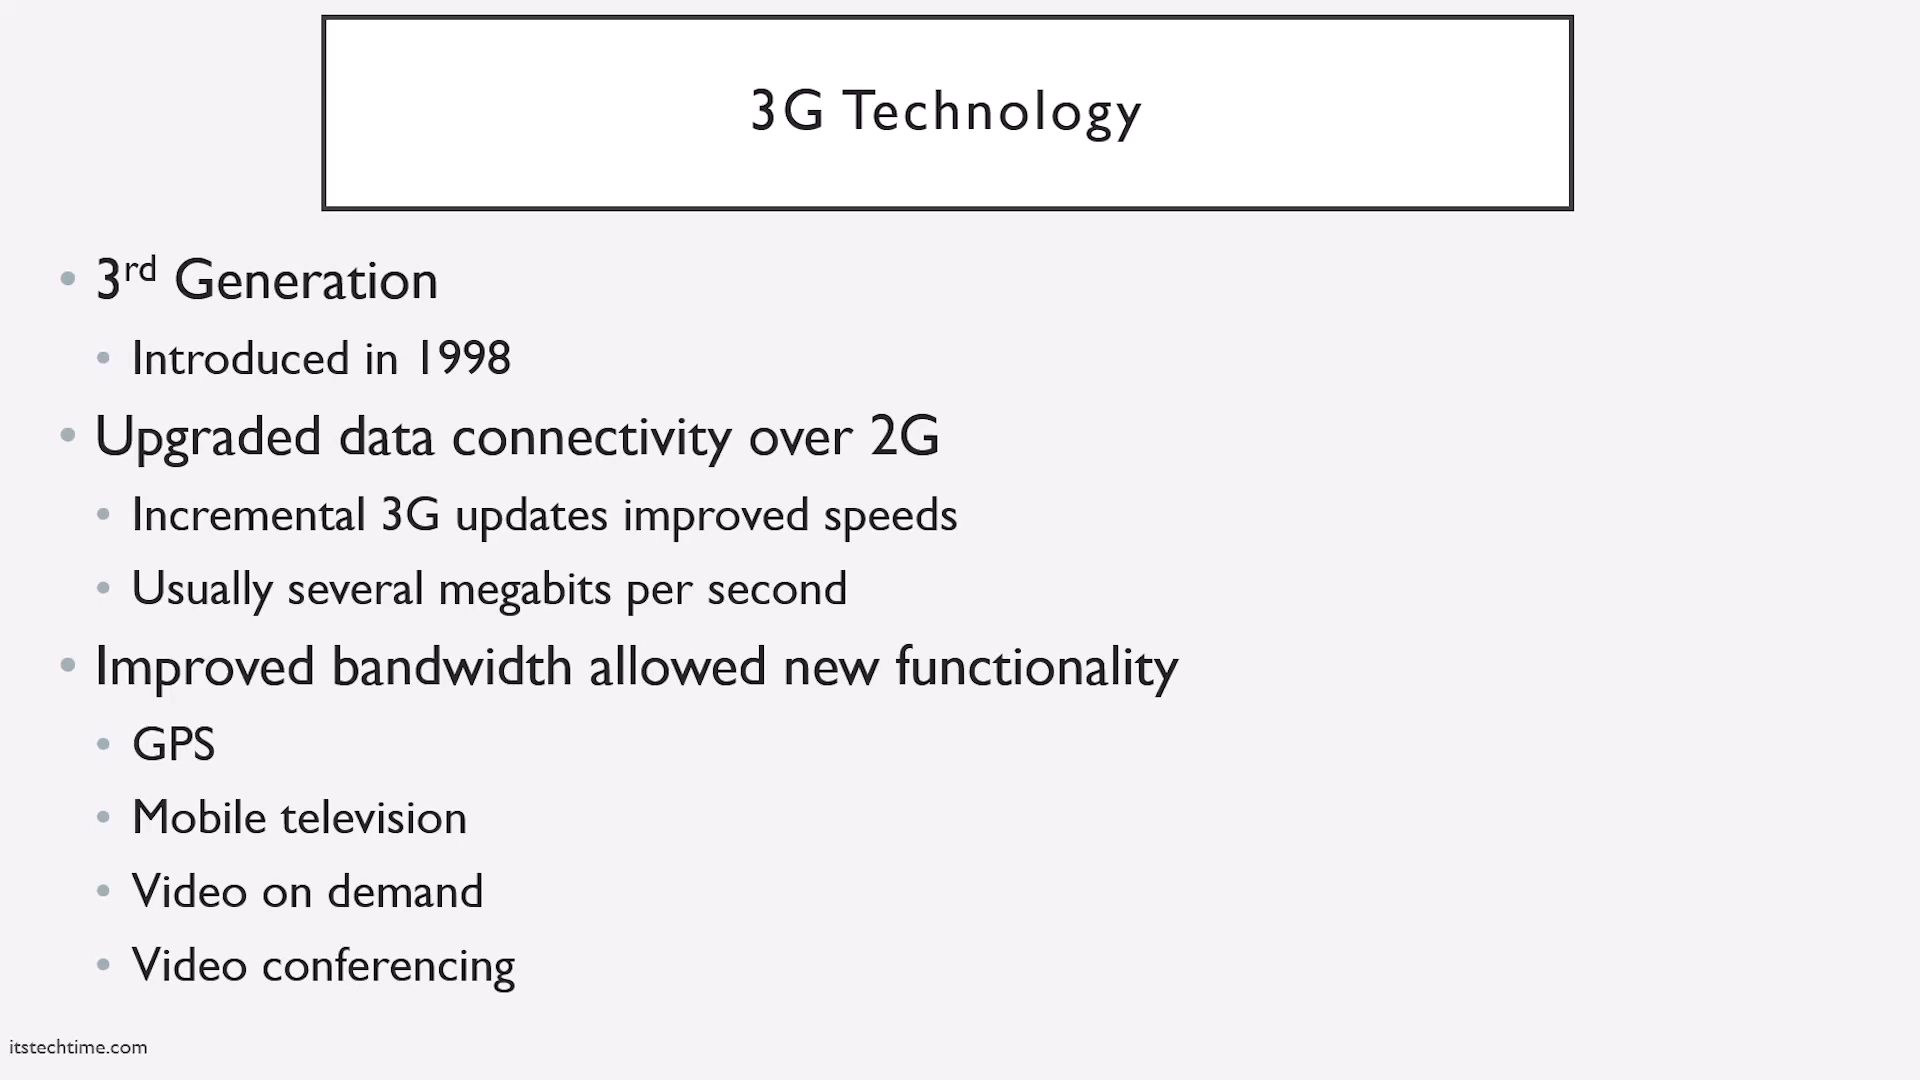 3G Technology
• 3rd Generation
• Introduced in 1998
• Upgraded data connectivity over 2G
• Incremental 3G updates improved speeds
• Usually several megabits per second
• Improved bandwidth allowed new functionality
• GPS
• Mobile television
• Video on demand
• Video conferencing
itstechtime.com